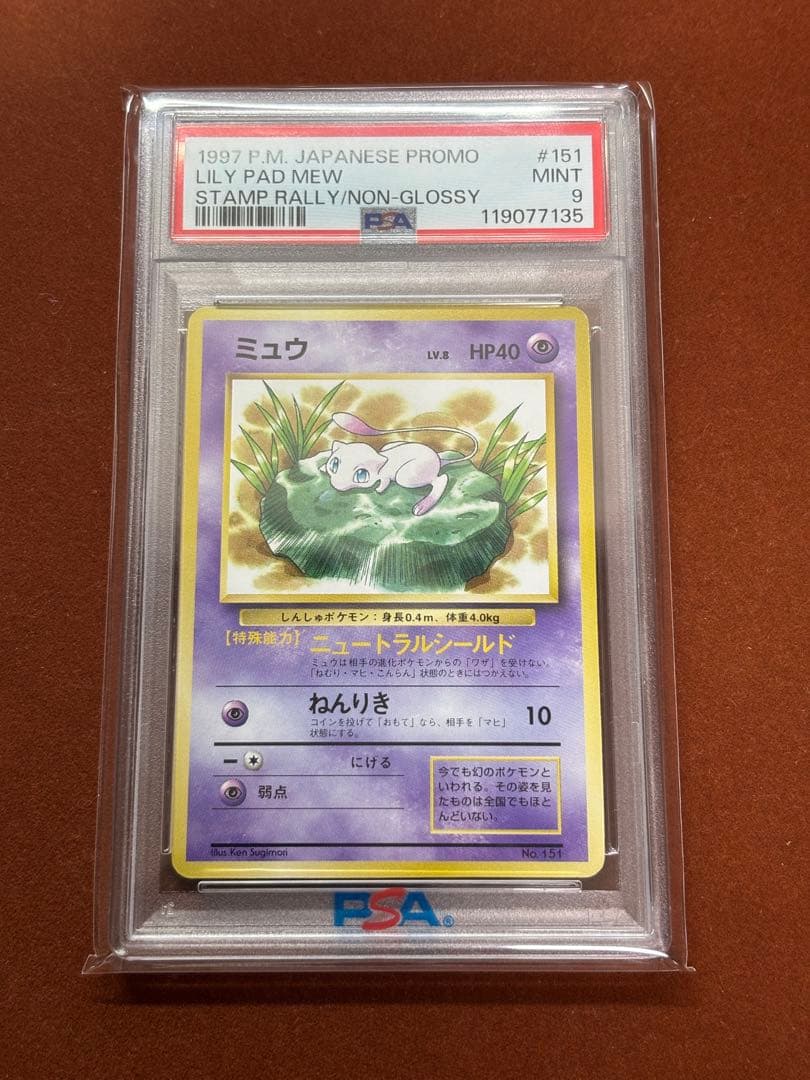 1997 P.M. JAPANESE PROMO #151
LILY PAD MEW MINT
STAMP RALLY/NON-GLOSSY 9
PSA 119077135
ミュウ LV.8 HP40
しんしゅポケモン：身長0.4m、体重4.0kg
【特殊能力】ニュートラルシールド
ミュウは相手の進化ポケモンからの「ワザ」を受けない。
「ねむり・マヒ・こんらん」状態のときにはつかえない。
ねんりき 10
コインを投げて「おもて」なら、相手を「マヒ」
状態にする。
ー にげる
弱点
今でも幻のポケモンと
いわれる。その姿を見
たものは全国でもほと
んどいない。
Illus. Ken Sugimori No. 151
PSA®